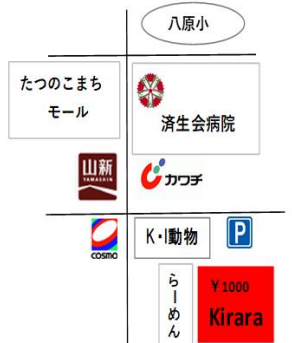 八原小
たつのこまち
モール
済生会病院
山新
YAMASHIN
カワチ
COSMO
K・I動物
P
らーめん
￥1000
Kirara